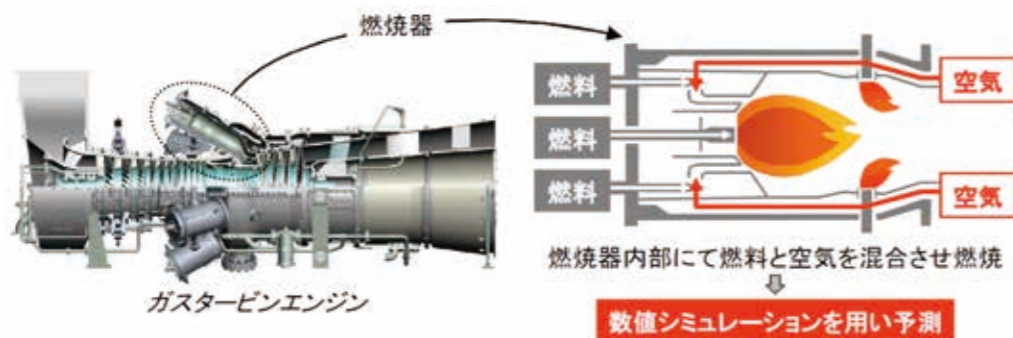 燃焼器
ガスタービンエンジン
燃料
空気
燃料
燃料
空気
燃焼器内部にて燃料と空気を混合させ燃焼
数値シミュレーションを用い予測